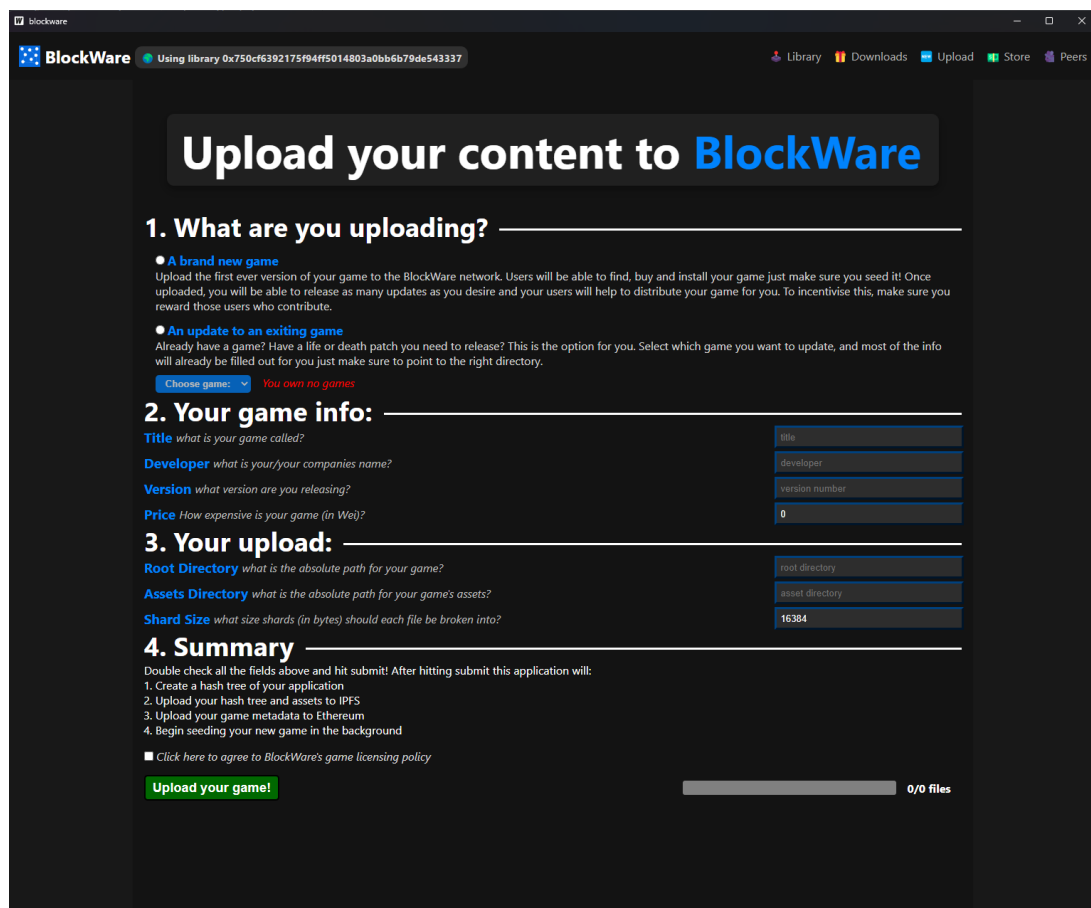 blockware
BlockWare
Using library 0x750cf6392175f94ff5014803a0bb6b79de543337
Library
Downloads
Upload
Store
Peers
Upload your content to BlockWare
1. What are you uploading?
A brand new game
Upload the first ever version of your game to the BlockWare network. Users will be able to find, buy and install your game just make sure you seed it! Once
uploaded, you will be able to release as many updates as you desire and your users will help to distribute your game for you. To incentivise this, make sure you
reward those users who contribute.
An update to an exiting game
Already have a game? Have a life or death patch you need to release? This is the option for you. Select which game you want to update, and most of the info
will already be filled out for you just make sure to point to the right directory.
Choose game: You own no games
2. Your game info:
Title what is your game called? title
Developer what is your/your companies name? developer
Version what version are you releasing? version number
Price How expensive is your game (in Wei)? 0
3. Your upload:
Root Directory what is the absolute path for your game? root directory
Assets Directory what is the absolute path for your game's assets? asset directory
Shard Size what size shards (in bytes) should each file be broken into? 16384
4. Summary
Double check all the fields above and hit submit! After hitting submit this application will:
1. Create a hash tree of your application
2. Upload your hash tree and assets to IPFS
3. Upload your game metadata to Ethereum
4. Begin seeding your new game in the background
Click here to agree to BlockWare's game licensing policy
Upload your game! 0/0 files